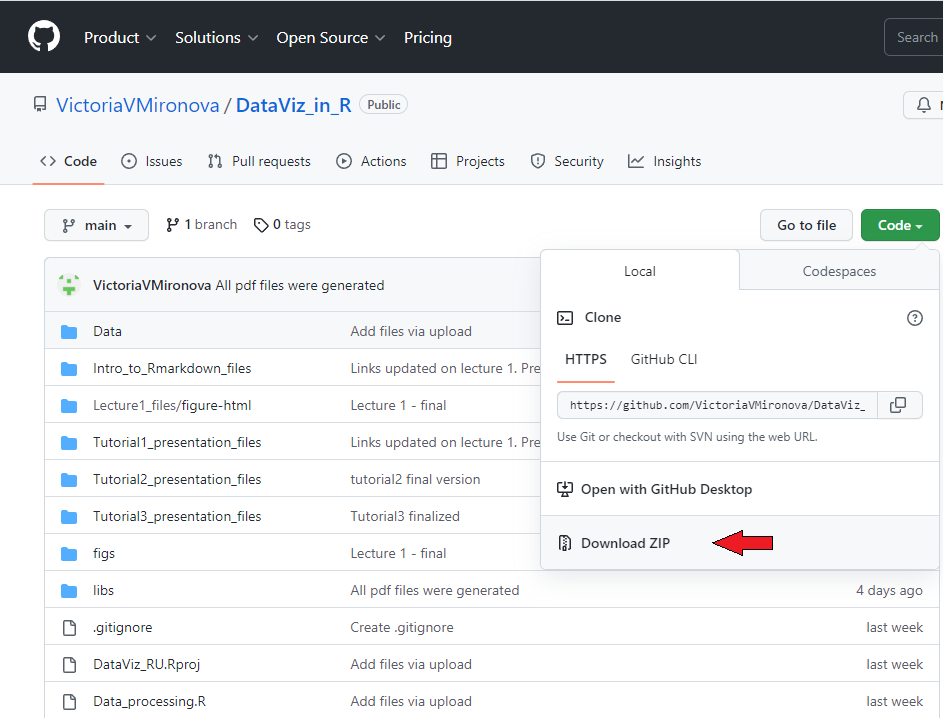 Product Solutions Open Source Pricing Search
VictoriaVMironova / DataViz_in_R Public
Code Issues Pull requests Actions Projects Security Insights
main 1 branch 0 tags Go to file Code
VictoriaVMironova All pdf files were generated
Local Codespaces
Clone
HTTPS GitHub CLI
https://github.com/VictoriaVMironova/DataViz_
Use Git or checkout with SVN using the web URL.
Open with GitHub Desktop
Download ZIP
Data Add files via upload
Intro_to_Rmarkdown_files Links updated on lecture 1. Pre
Lecture1_files/figure-html Lecture 1 - final
Tutorial1_presentation_files Links updated on lecture 1. Pre
Tutorial2_presentation_files tutorial2 final version
Tutorial3_presentation_files Tutorial3 finalized
figs Lecture 1 - final
libs All pdf files were generated 4 days ago
.gitignore Create .gitignore last week
DataViz_RU.Rproj Add files via upload last week
Data_processing.R Add files via upload last week